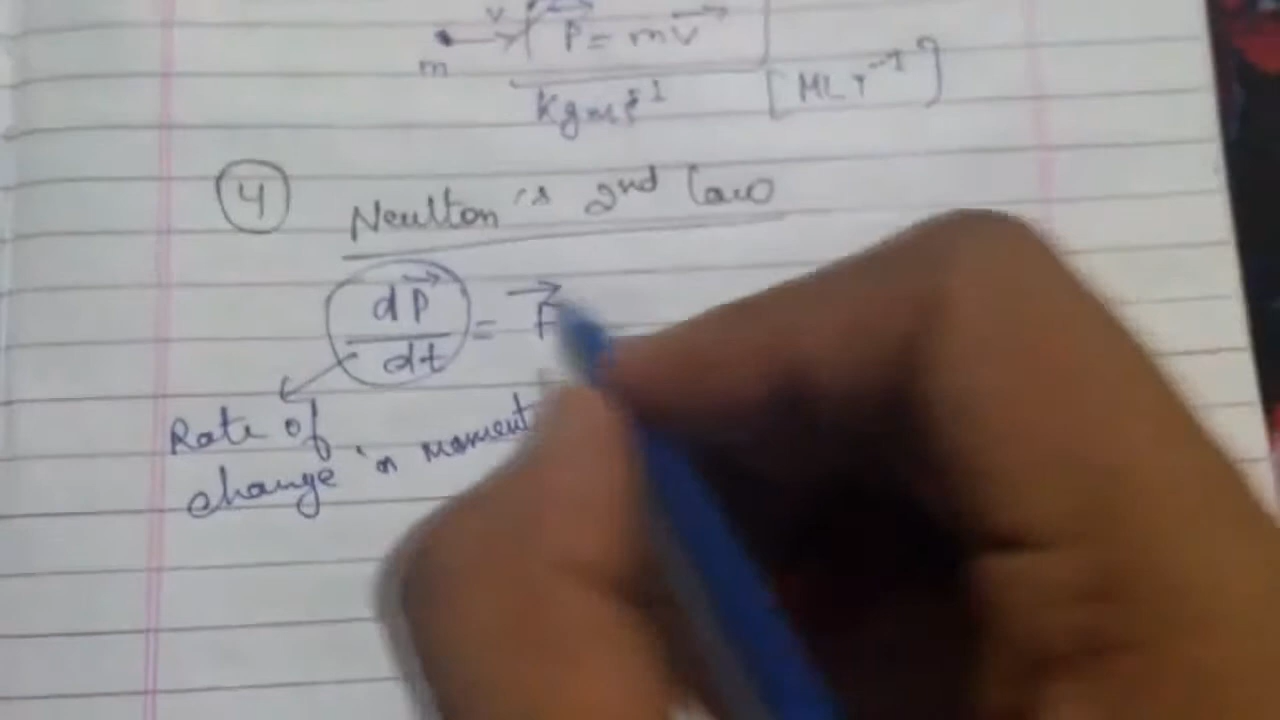 v P⃗ = mv⃗
m
kgms⁻¹ [MLT⁻¹]
4 Newton's 2nd law
dP⃗/dt = F⃗
Rate of
change in moment